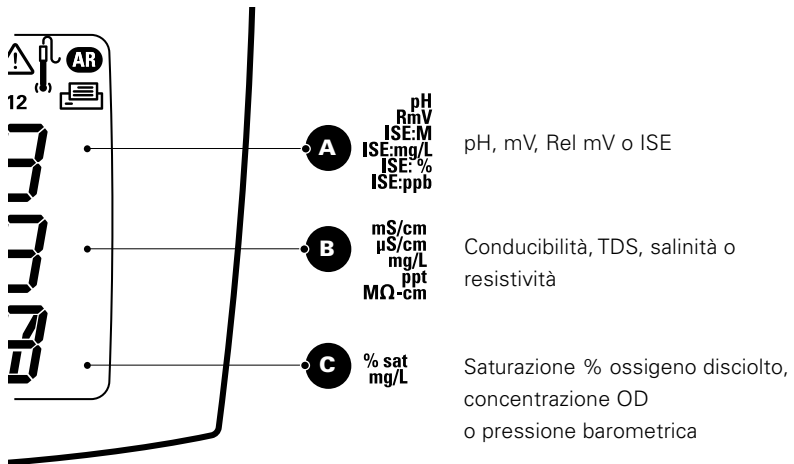 AR
12
A
pH
RmV
ISE:M
ISE:mg/L
ISE: %
ISE:ppb
pH, mV, Rel mV o ISE
B
mS/cm
µS/cm
mg/L
ppt
MΩ-cm
Conducibilità, TDS, salinità o
resistività
C
% sat
mg/L
Saturazione % ossigeno disciolto,
concentrazione OD
o pressione barometrica